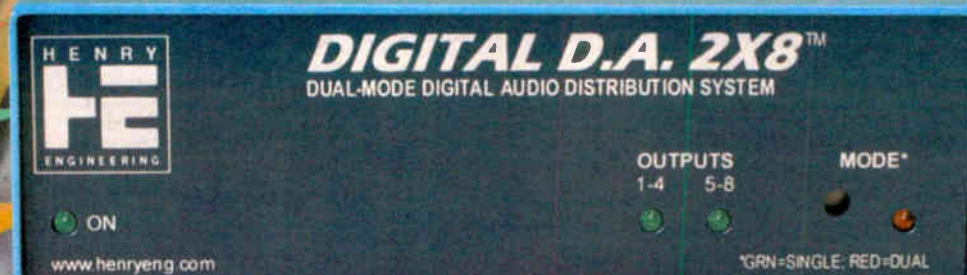 HENRY
HE
ENGINEERING
DIGITAL D.A. 2X8™
DUAL-MODE DIGITAL AUDIO DISTRIBUTION SYSTEM
OUTPUTS
1-4 5-8
MODE*
ON
www.henryeng.com
*GRN=SINGLE; RED=DUAL